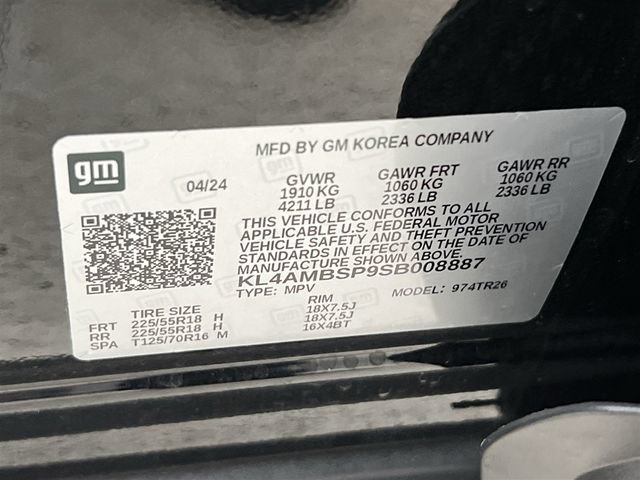 MFD BY GM KOREA COMPANY
gm
04/24
GVWR GAWR FRT GAWR RR
1910 KG 1060 KG 1060 KG
4211 LB 2336 LB 2336 LB
THIS VEHICLE CONFORMS TO ALL
APPLICABLE U.S. FEDERAL MOTOR
VEHICLE SAFETY AND THEFT PREVENTION
STANDARDS IN EFFECT ON THE DATE OF
MANUFACTURE SHOWN ABOVE.
KL4AMBSP9SB008887
TYPE: MPV MODEL: 974TR26
TIRE SIZE RIM
FRT 225/55R18 H 18X7.5J
RR 225/55R18 H 18X7.5J
SPA T125/70R16 M 16X4BT